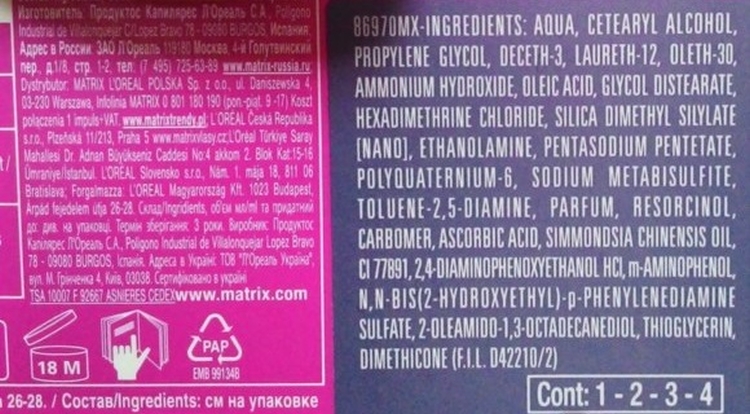 Изготовитель: Продуктос Капилярес Л'Ореаль С.А., Poligono
Industrial de Villalonquejar C/Lopez Bravo 78 - 09080 BURGOS, Испания.
Адрес в России: ЗАО Л'Ореаль 119180 Москва, 4-й Голутвинский
пер., д.1/8, стр. 1-2, тел: (7 495) 725-63-89 www.matrix-russia.ru
Dystrybutor: MATRIX L'OREAL POLSKA Sp. z o.o., ul. Daniszewska 4,
03-230 Warszawa, Infolinia MATRIX 0 801 180 190 (pon-piąt. 9 -17) Koszt
połączenia 1 impuls+VAT. www.matrixtrendy.pl; L'ORÉAL Česká Republika
s.r.o., Plzeňská 11/213, Praha 5 www.matrixvlasy.cz; L'Oréal Türkiye Saray
Mahallesi Dr. Adnan Büyükseniz Caddesi No:4 akkom 2. Blok Kat:15-16
Ümraniye/İstanbul. L'ORÉAL Slovensko s.r.o., Nám. 1. mája 18, 811 06
Bratislava; Forgalmazza: L'ORÉAL Magyarország Kft. 1023 Budapest,
Árpád fejedelem útja 26-28. Склад/Ingredients, об'єм мл/ml та придатний
до: див. на упаковці. Термін зберігання: 3 роки. Виробник: Продуктос
Капілярес Л'Ореаль С.А., Poligono Industrial de Villalonquejar Lopez Bravo
78 - 09080 BURGOS, Іспанія. Адреса в Україні: ТОВ "Л'Ореаль Україна",
вул. М. Грінченка 4, Київ, 03038. Сертифіковано в україні
TSA 10007 F 92667 ASNIERES CEDEX www.matrix.com
18 M
PAP
EMB 99134B
26-28. / Состав/Ingredients: см на упаковке
86970MX-INGREDIENTS: AQUA, CETEARYL ALCOHOL,
PROPYLENE GLYCOL, DECETH-3, LAURETH-12, OLETH-30,
AMMONIUM HYDROXIDE, OLEIC ACID, GLYCOL DISTEARATE,
HEXADIMETHRINE CHLORIDE, SILICA DIMETHYL SILYLATE
[NANO], ETHANOLAMINE, PENTASODIUM PENTETATE,
POLYQUATERNIUM-6, SODIUM METABISULFITE,
TOLUENE-2,5-DIAMINE, PARFUM, RESORCINOL,
CARBOMER, ASCORBIC ACID, SIMMONDSIA CHINENSIS OIL,
CI 77891, 2,4-DIAMINOPHENOXYETHANOL HCl, m-AMINOPHENOL,
N,N-BIS(2-HYDROXYETHYL)-p-PHENYLENEDIAMINE
SULFATE, 2-OLEAMIDO-1,3-OCTADECANEDIOL, THIOGLYCERIN,
DIMETHICONE (F.I.L. D42210/2)
Cont: 1 - 2 - 3 - 4